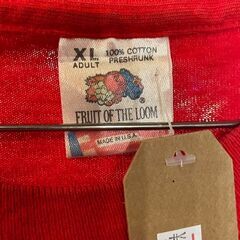 XL 100% COTTON
ADULT PRESHRUNK
FRUIT OF THE LOOM
®
MADE IN U.S.A.